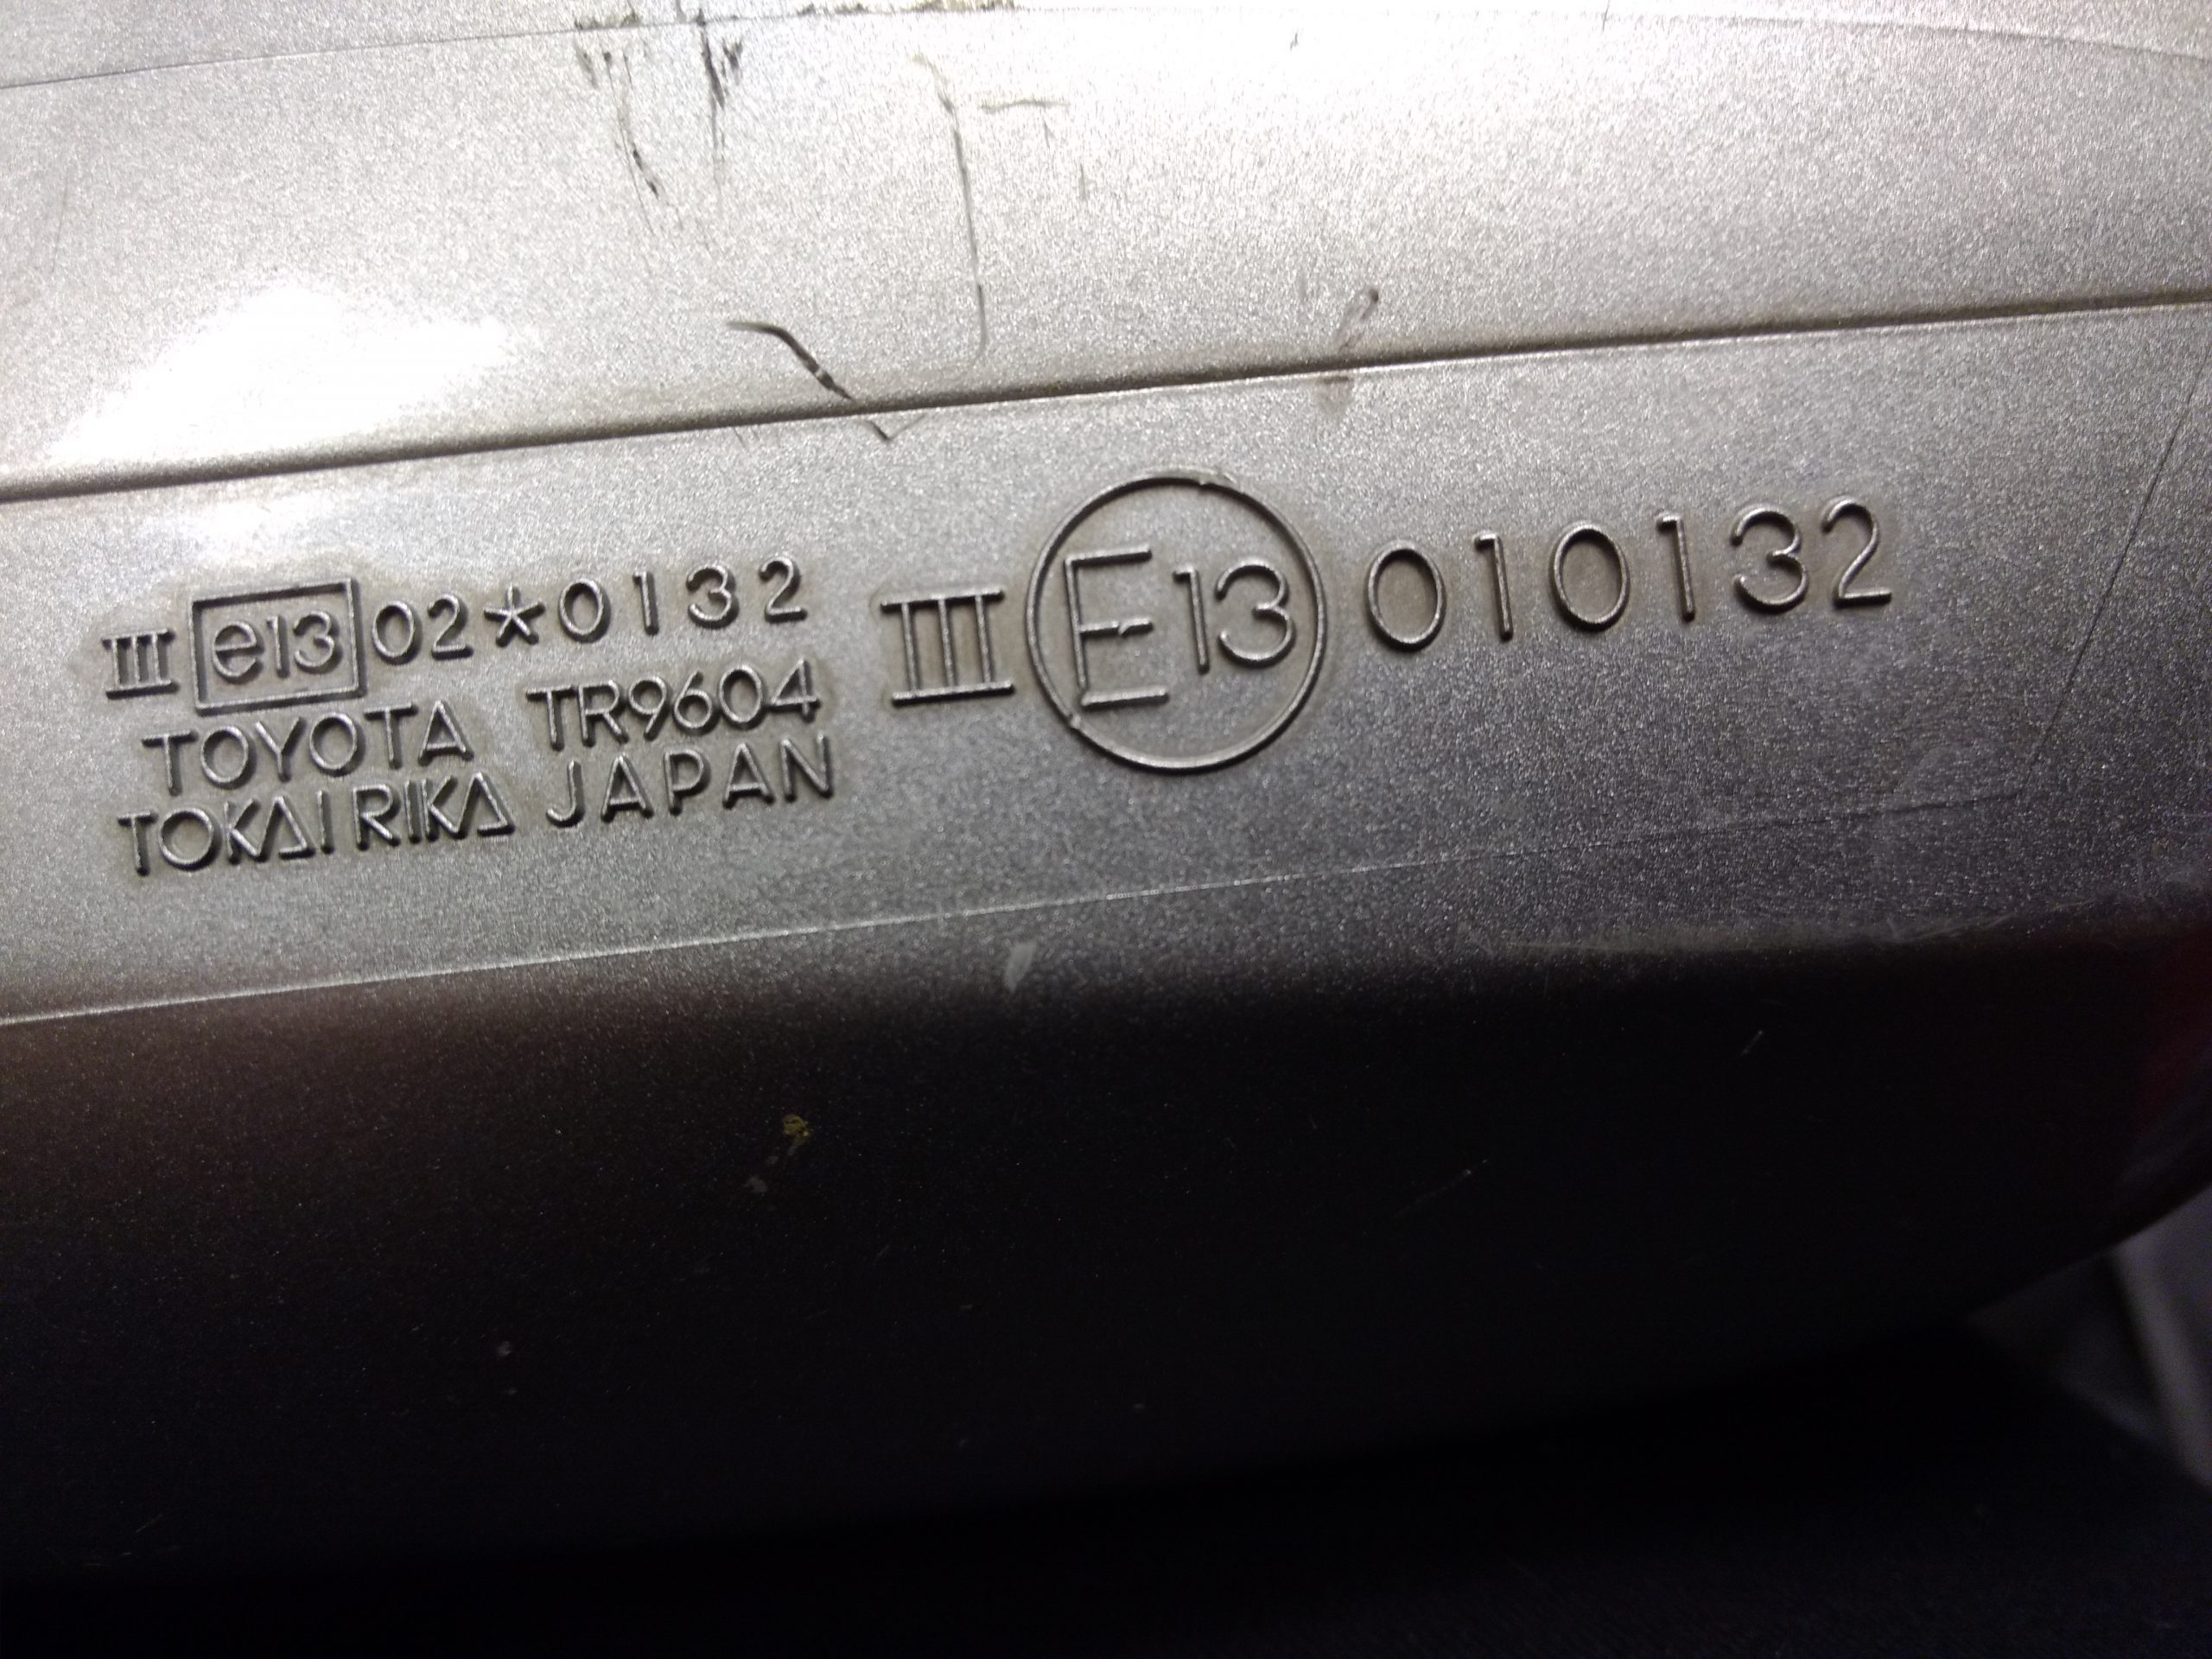 III e13 02*0132
TOYOTA TR9604
TOKAI RIKA JAPAN
III E13 010132